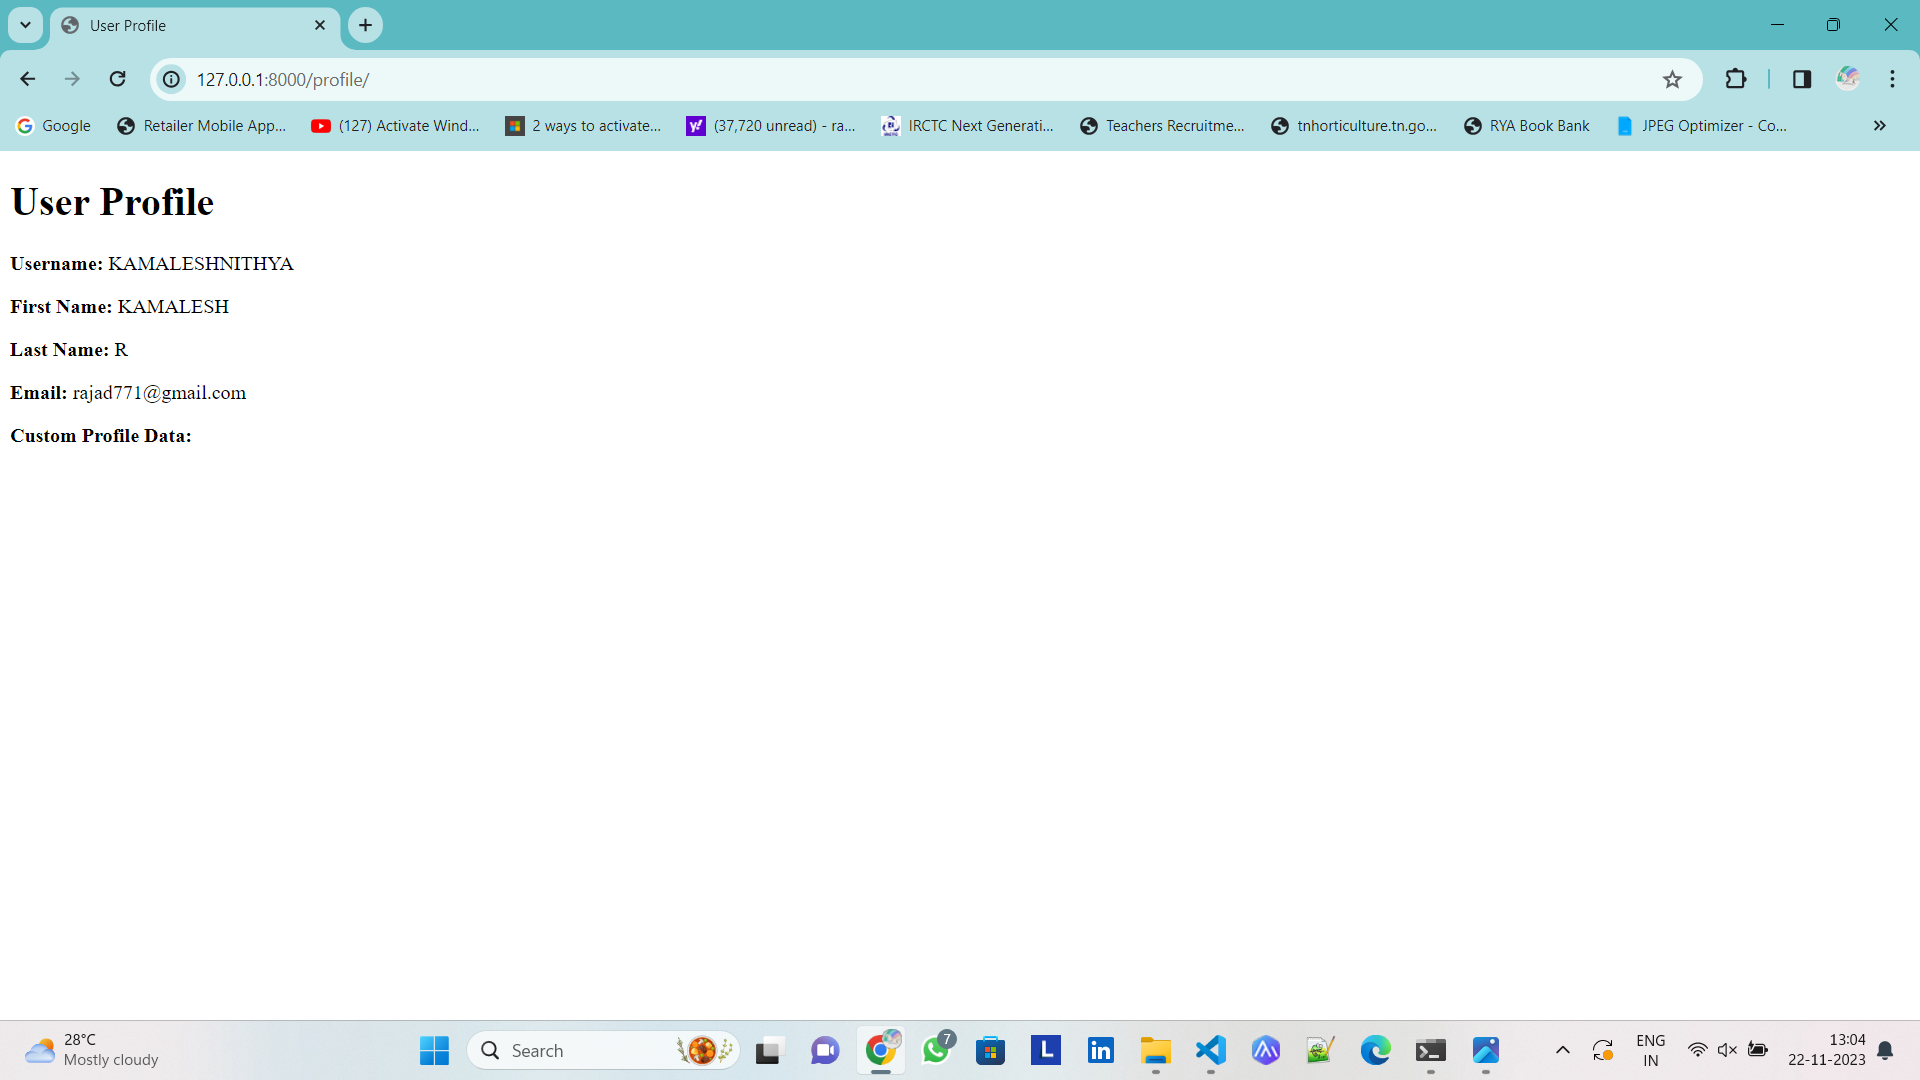 User Profile
127.0.0.1:8000/profile/
Google
Retailer Mobile App...
(127) Activate Wind...
2 ways to activate...
(37,720 unread) - ra...
IRCTC Next Generati...
Teachers Recruitme...
tnhorticulture.tn.go...
RYA Book Bank
JPEG Optimizer - Co...
User Profile
Username: KAMALESHNITHYA
First Name: KAMALESH
Last Name: R
Email: rajad771@gmail.com
Custom Profile Data:
28°C
Mostly cloudy
Search
7
L
in
ENG
IN
13:04
22-11-2023